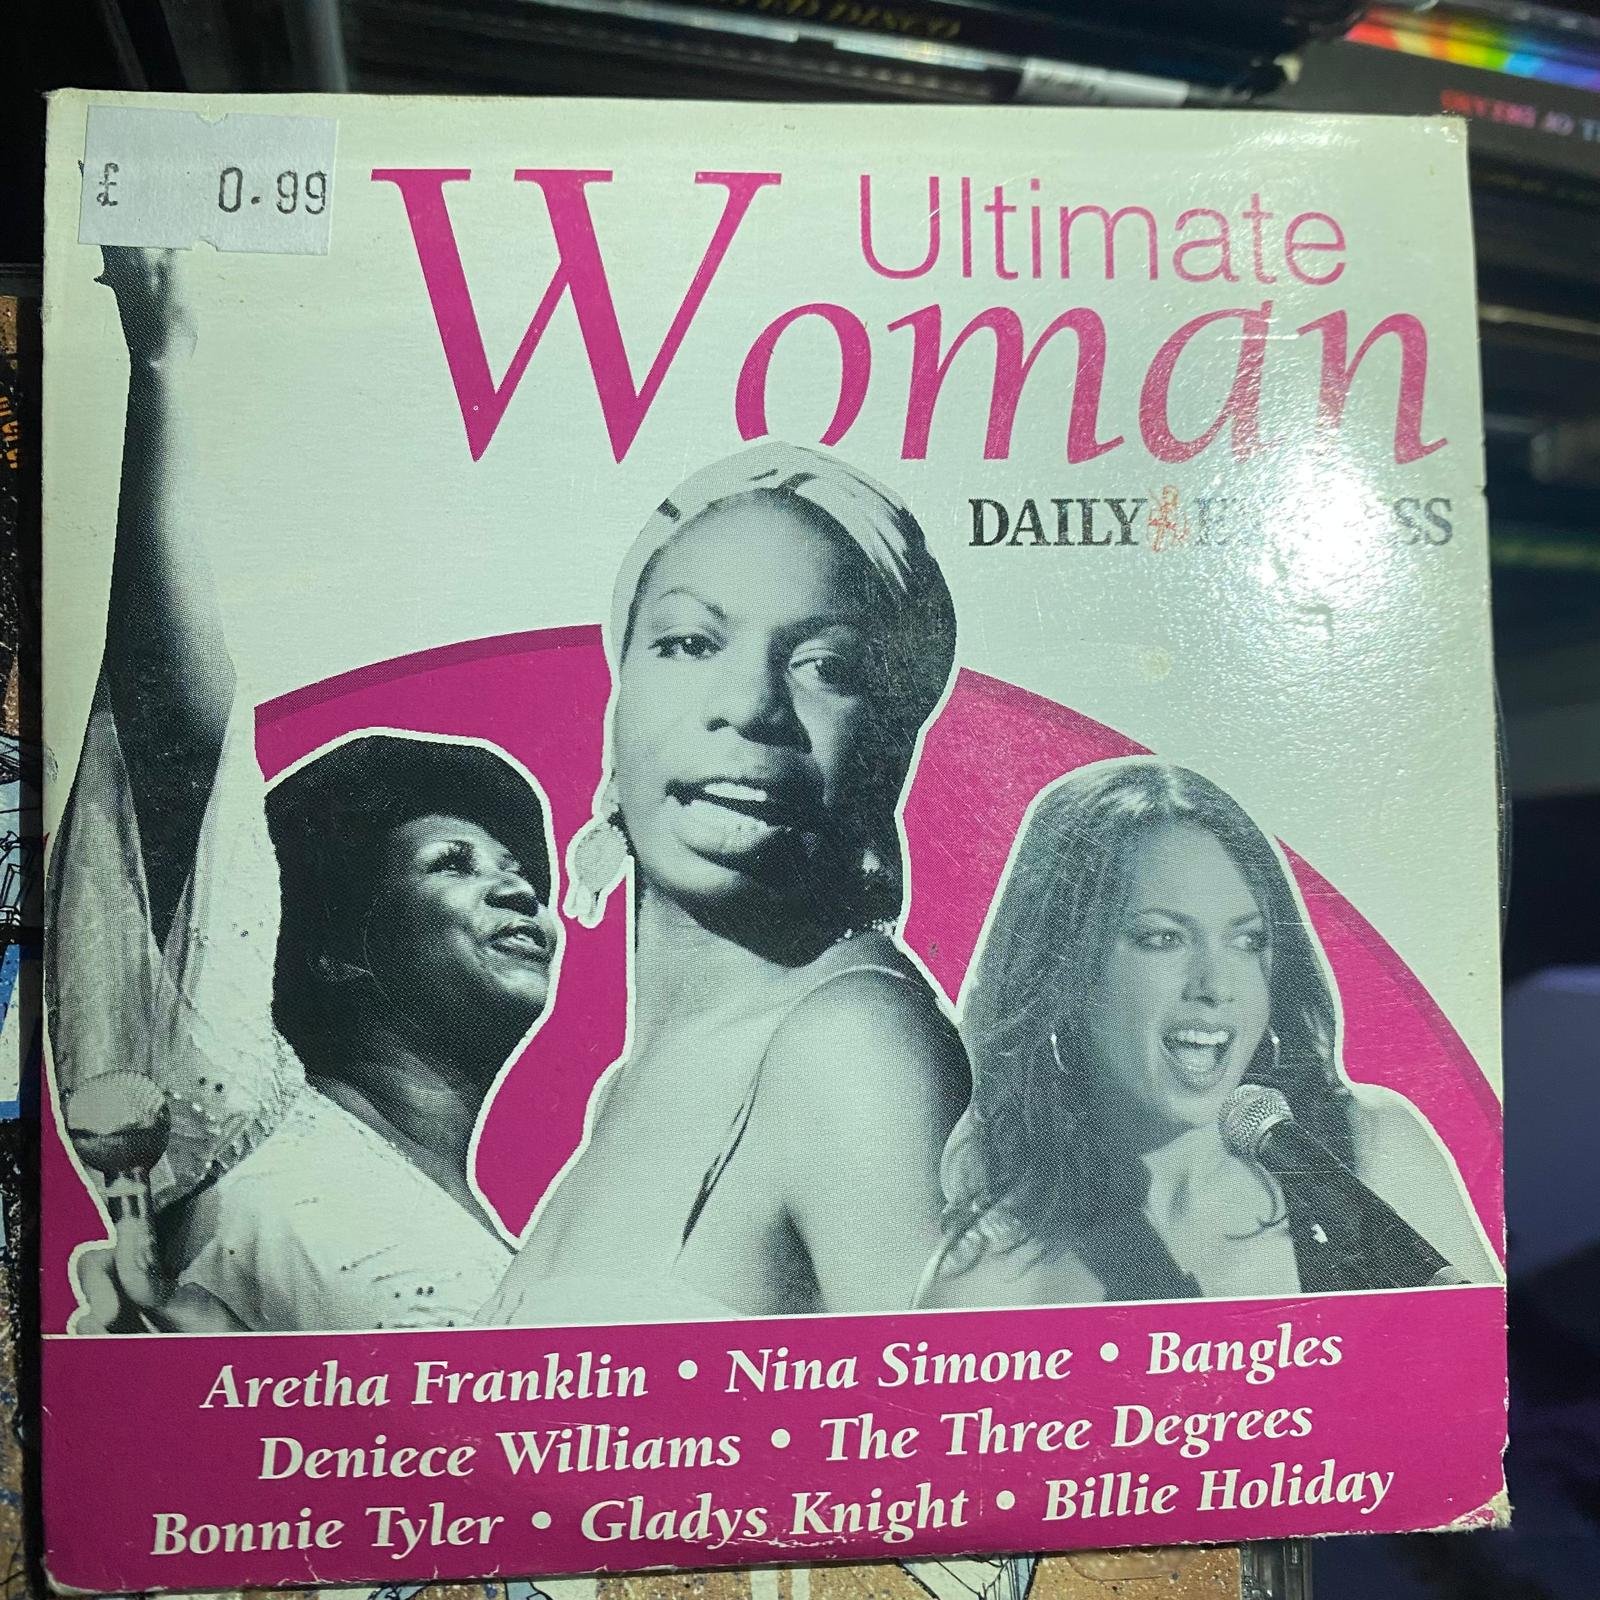 £ 0.99
Ultimate
Woman
DAILY EXPRESS
Aretha Franklin • Nina Simone • Bangles
Deniece Williams • The Three Degrees
Bonnie Tyler • Gladys Knight • Billie Holiday